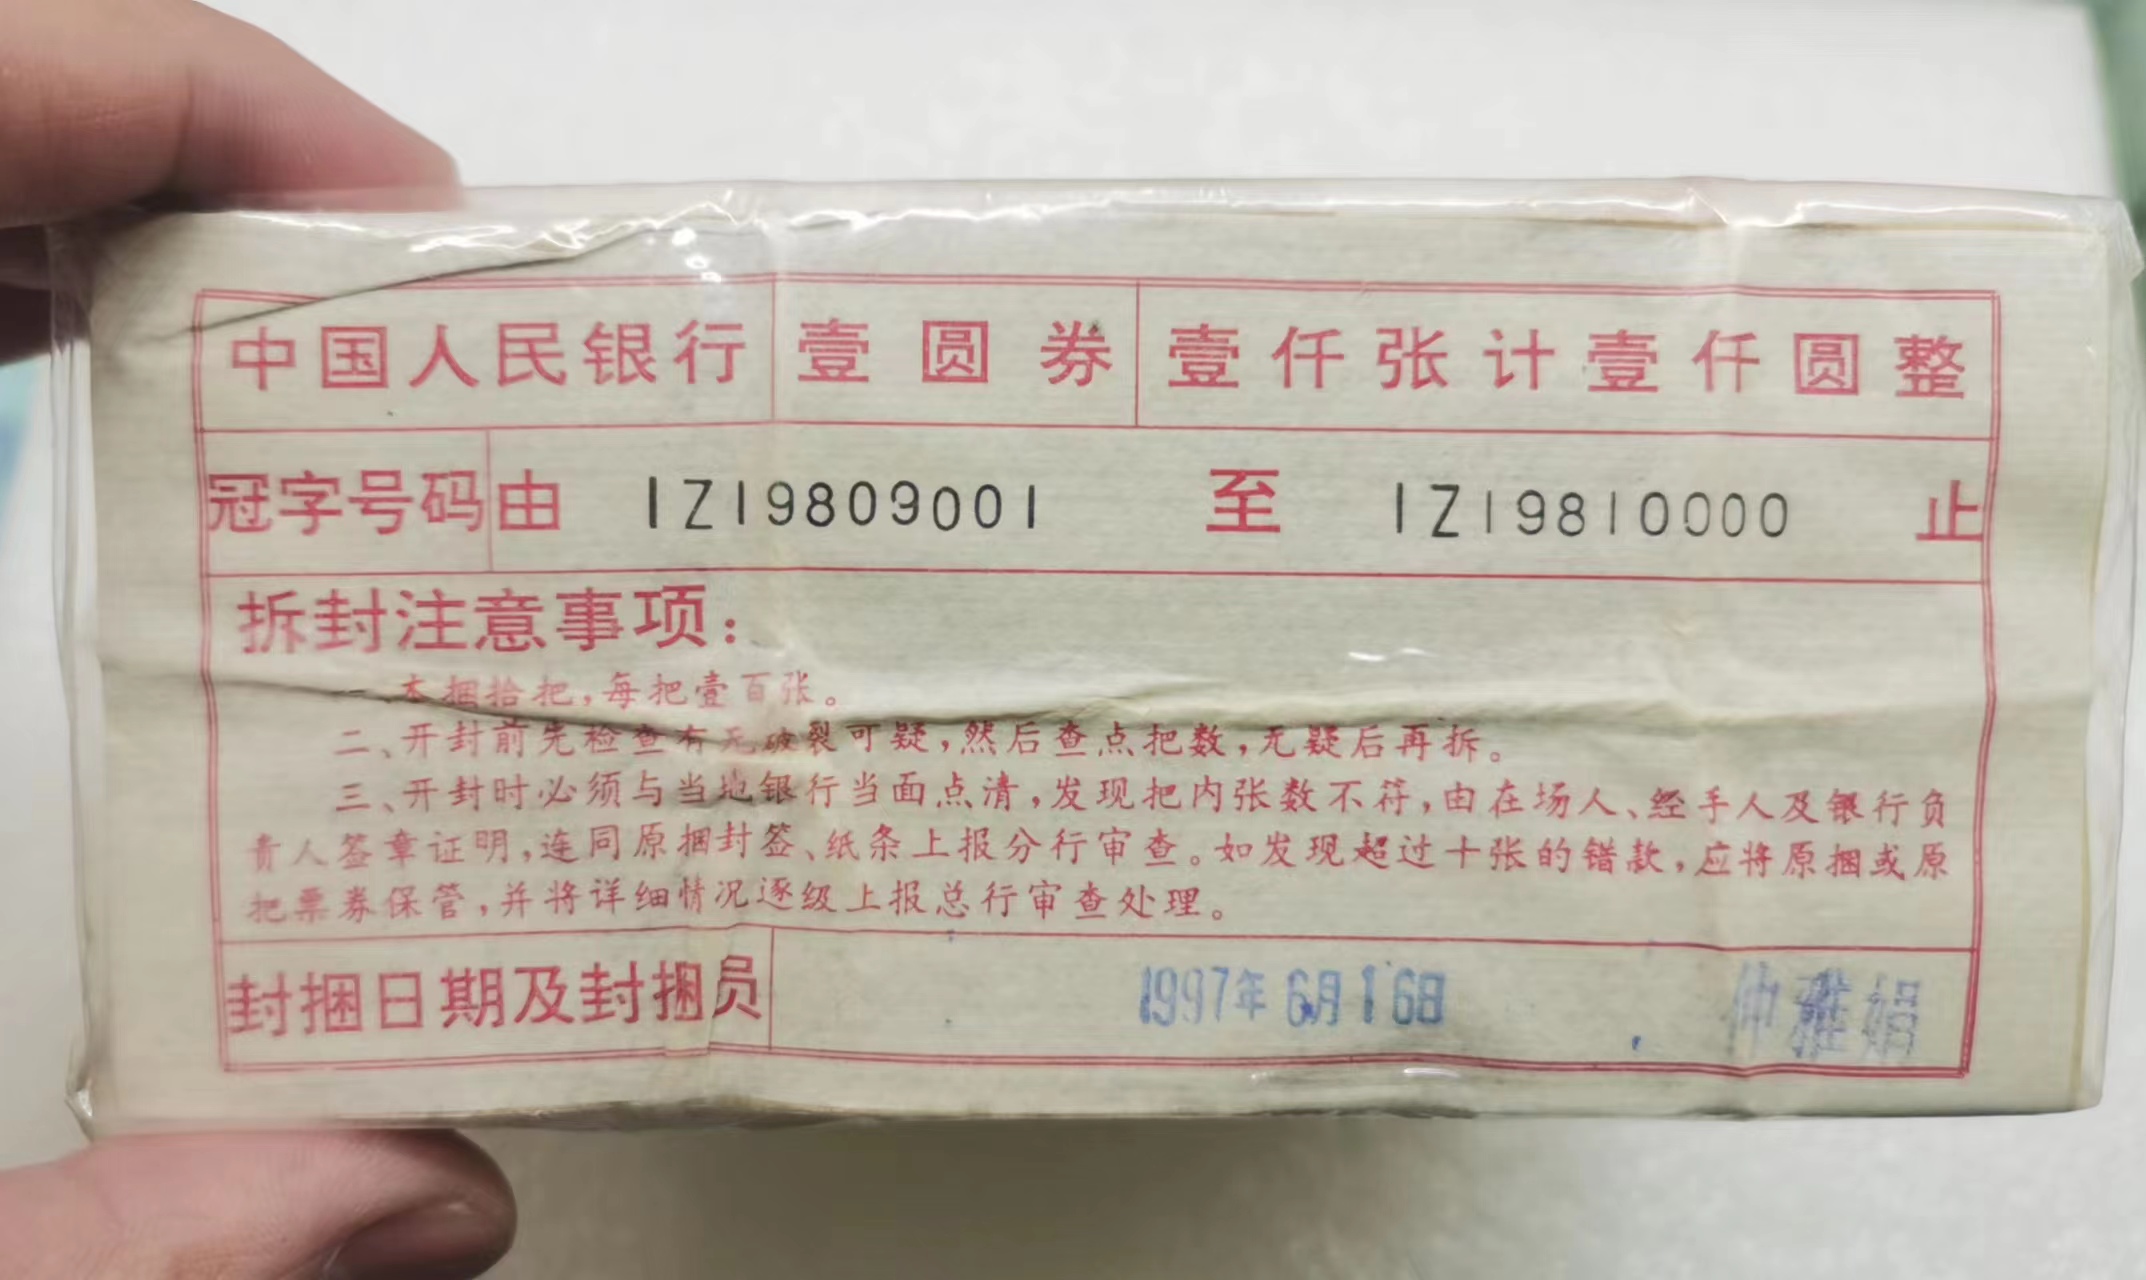 中国人民银行 壹圆券 壹仟张计壹仟圆整
冠字号码 由 IZ19809001 至 IZ19810000 止
拆封注意事项：
一、本捆拾把，每把壹百张。
二、开封前先检查有无破裂可疑，然后查点把数，无疑后再拆。
三、开封时必须与当地银行当面点清，发现把内张数不符，由在场人、经手人及银行负
责人签章证明，连同原捆封签、纸条上报分行审查。如发现超过十张的错款，应将原捆或原
把票券保管，并将详细情况逐级上报总行审查处理。
封捆日期及封捆员 1997年6月16日 仲雅娟